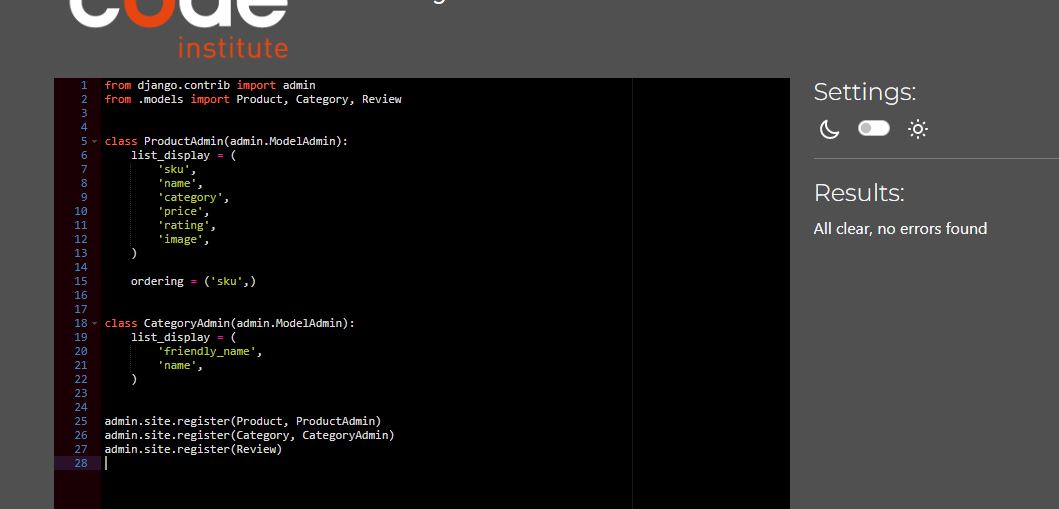 code
institute
1 from django.contrib import admin
2 from .models import Product, Category, Review
3
4
5 class ProductAdmin(admin.ModelAdmin):
6     list_display = (
7         'sku',
8         'name',
9         'category',
10         'price',
11         'rating',
12         'image',
13     )
14
15     ordering = ('sku',)
16
17
18 class CategoryAdmin(admin.ModelAdmin):
19     list_display = (
20         'friendly_name',
21         'name',
22     )
23
24
25 admin.site.register(Product, ProductAdmin)
26 admin.site.register(Category, CategoryAdmin)
27 admin.site.register(Review)
28
Settings:
Results:
All clear, no errors found